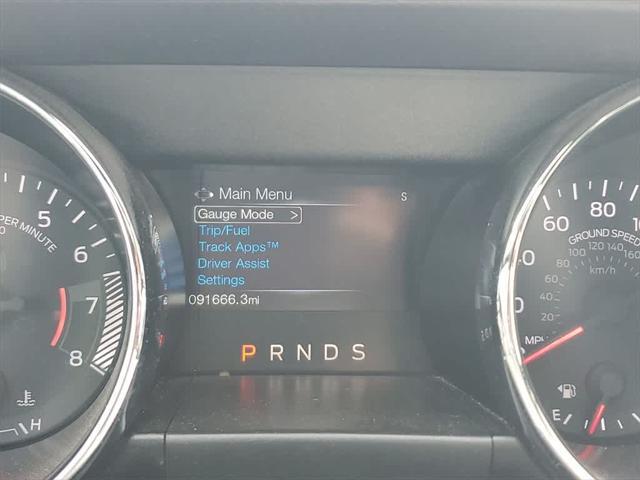 Main Menu
S
Gauge Mode >
Trip/Fuel
Track Apps™
Driver Assist
Settings
091666.3mi
P R N D S
PER MINUTE
5
6
7
8
H
60
80
GROUND SPEED
100
120
140
160
80
60
40
20
km/h
MPH
E